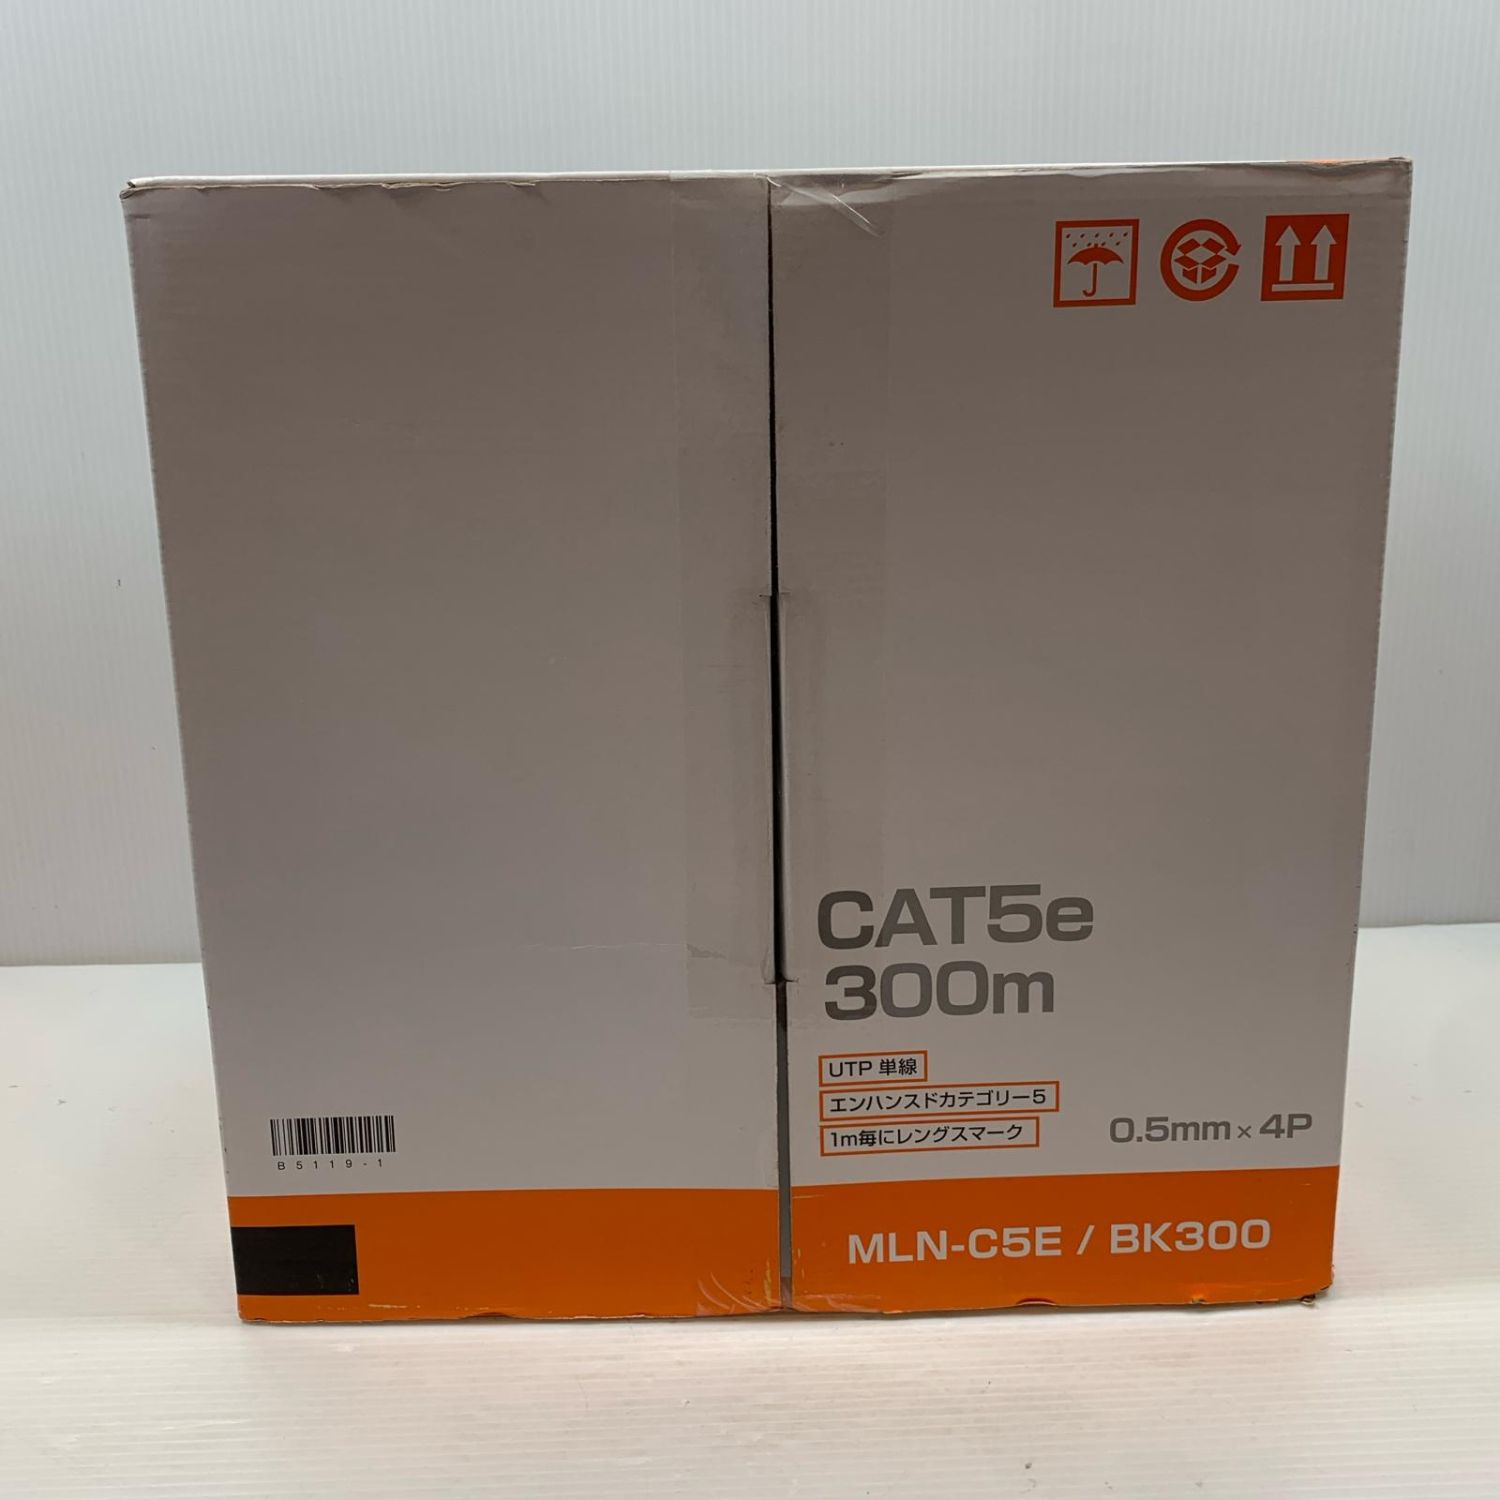 CAT5e
300m
UTP 単線
エンハンスドカテゴリー5
1m毎にレングスマーク
0.5mm×4P
B5119-1
MLN-C5E / BK300